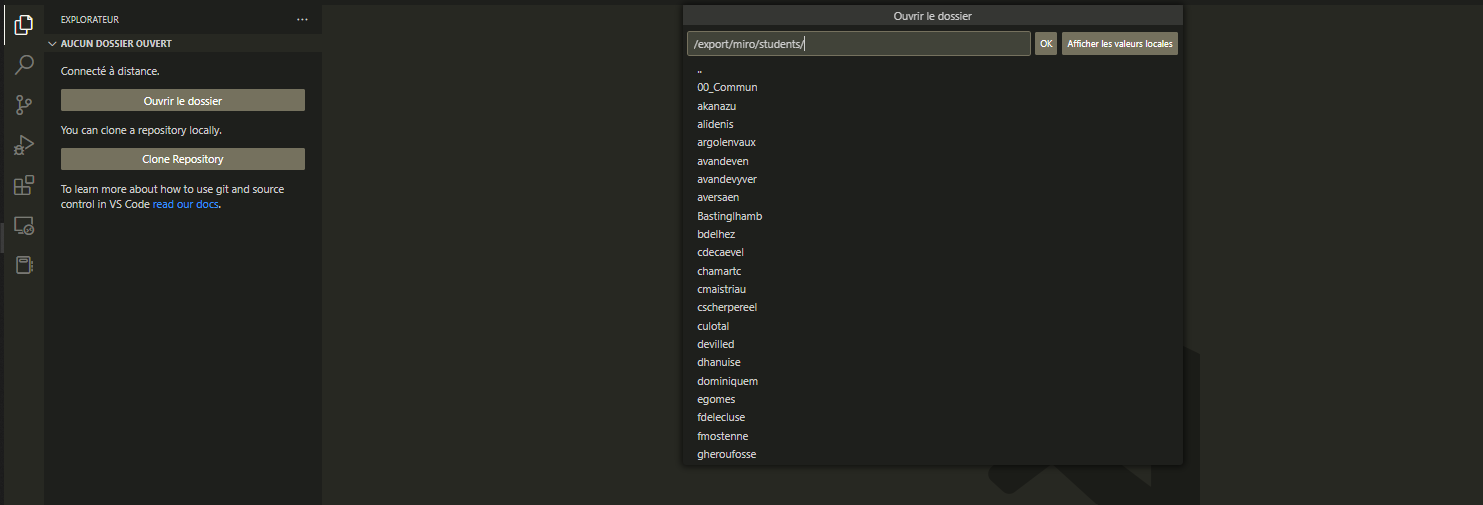 EXPLORATEUR
AUCUN DOSSIER OUVERT
Connecté à distance.
Ouvrir le dossier
You can clone a repository locally.
Clone Repository
To learn more about how to use git and source
control in VS Code read our docs.
Ouvrir le dossier
/export/miro/students/
OK
Afficher les valeurs locales
..
00_Commun
akanazu
alidenis
argolenvaux
avandeven
avandevyver
aversaen
Bastinglhamb
bdelhez
cdecaevel
chamartc
cmaistriau
cscherpereel
culotal
devilled
dhanuise
dominiquem
egomes
fdelecluse
fmostenne
gheroufosse